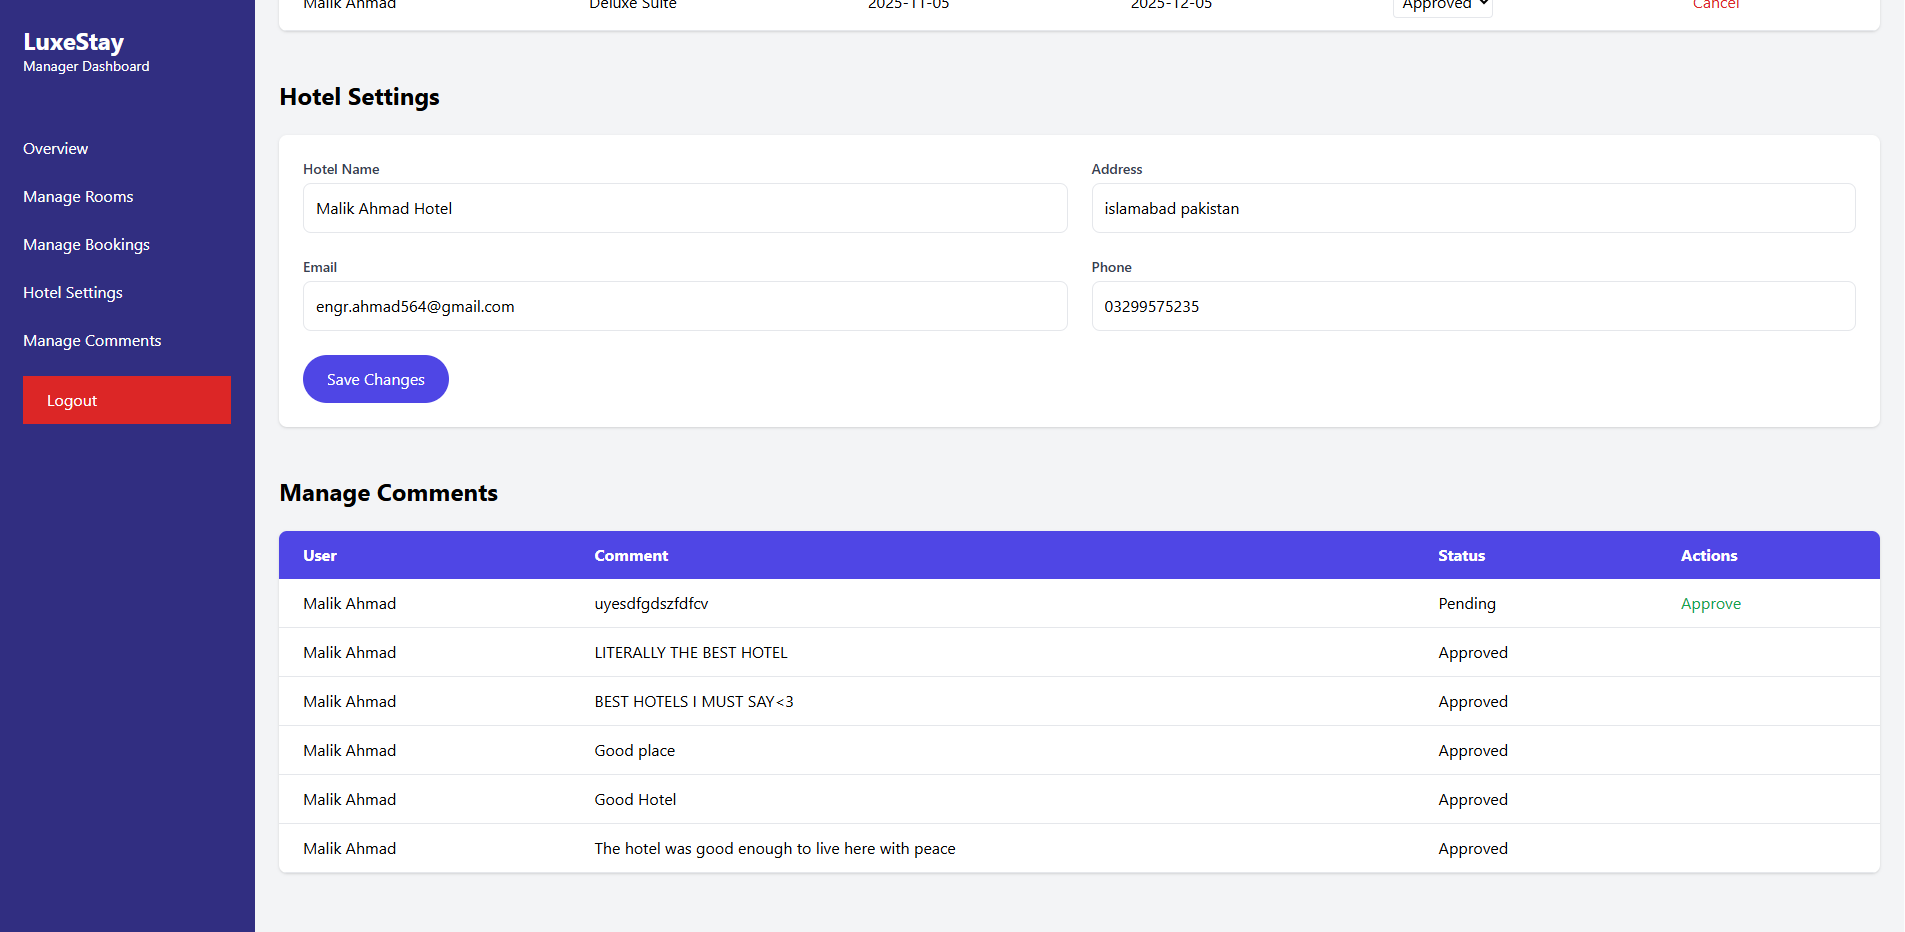 LuxeStay
Manager Dashboard
Overview
Manage Rooms
Manage Bookings
Hotel Settings
Manage Comments
Logout
Malik Ahmad Deluxe Suite 2025-11-05 2025-12-05 Approved Cancel
Hotel Settings
Hotel Name Address
Malik Ahmad Hotel islamabad pakistan
Email Phone
engr.ahmad564@gmail.com 03299575235
Save Changes
Manage Comments
User Comment Status Actions
Malik Ahmad uyesdfgdszfdfcv Pending Approve
Malik Ahmad LITERALLY THE BEST HOTEL Approved
Malik Ahmad BEST HOTELS I MUST SAY<3 Approved
Malik Ahmad Good place Approved
Malik Ahmad Good Hotel Approved
Malik Ahmad The hotel was good enough to live here with peace Approved